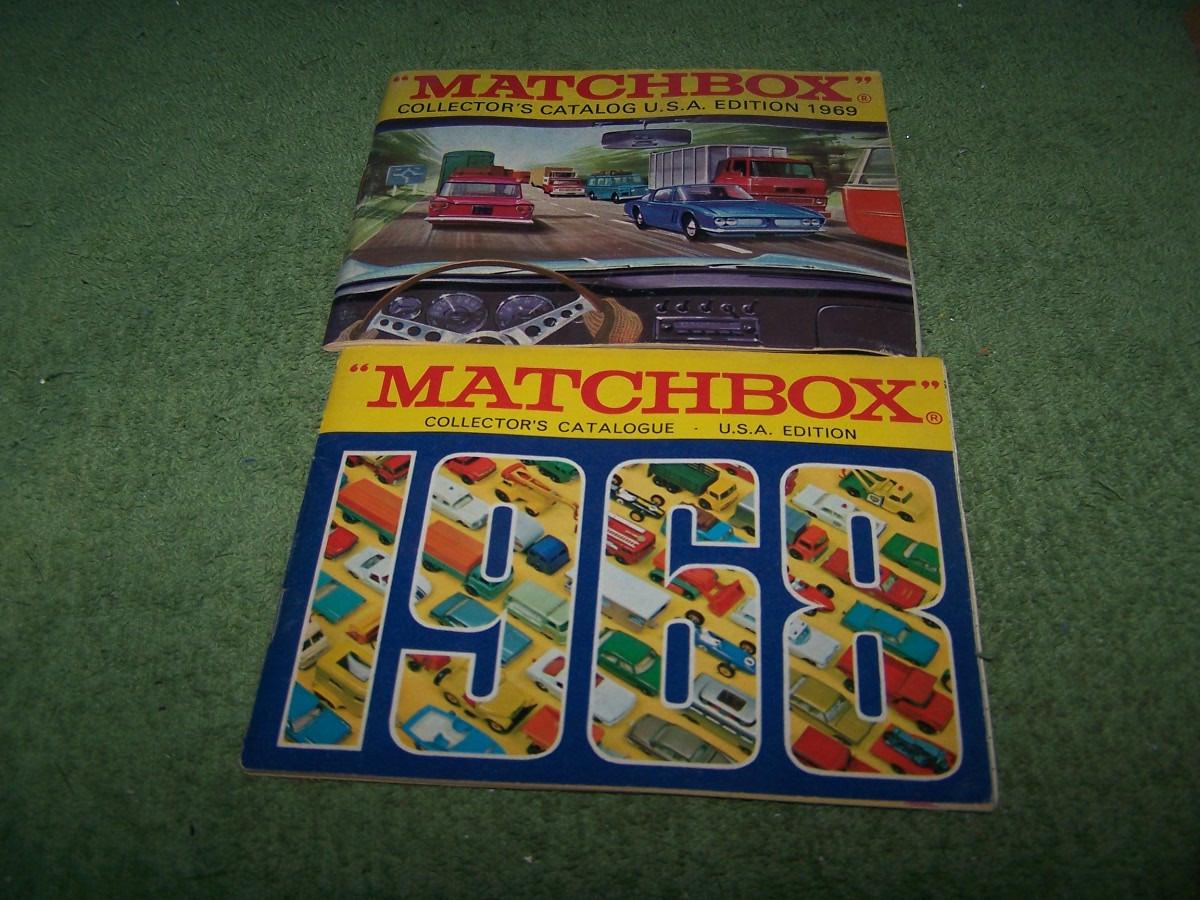 "MATCHBOX"®
COLLECTOR'S CATALOG U.S.A. EDITION 1969
"MATCHBOX"®
COLLECTOR'S CATALOGUE · U.S.A. EDITION
1968